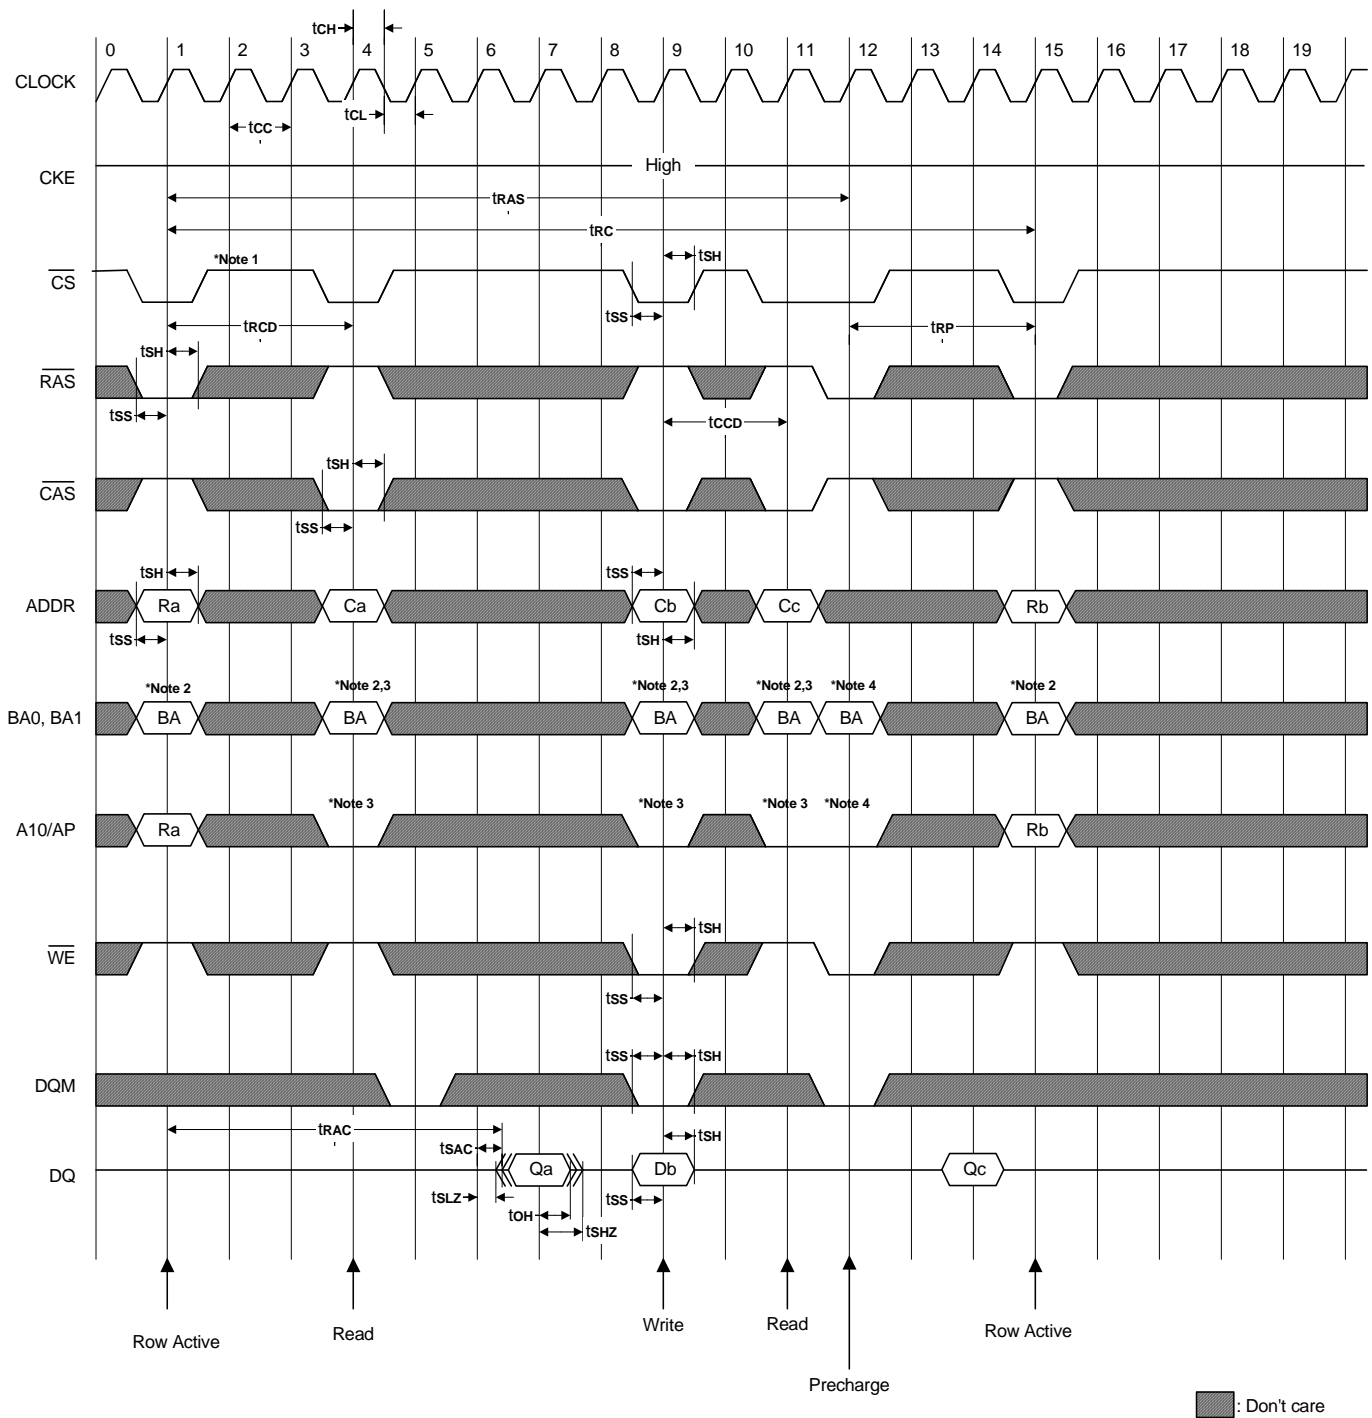 tCH
0 1 2 3 4 5 6 7 8 9 10 11 12 13 14 15 16 17 18 19
CLOCK
tCL
tCC
High
CKE
tRAS
tRC
*Note 1
tSH
CS
tSS
tRCD
tRP
tSH
RAS
tSS
tCCD
tSH
CAS
tSS
tSH
tSS
ADDR Ra Ca Cb Cc Rb
tSS
tSH
*Note 2 *Note 2,3 *Note 2,3 *Note 2,3 *Note 4 *Note 2
BA0, BA1 BA BA BA BA BA BA
*Note 3 *Note 3 *Note 3 *Note 4
A10/AP Ra Rb
tSH
WE
tSS
tSS tSH
DQM
tRAC
tSH
tSAC
DQ Qa Db Qc
tSLZ
tSS
tOH
tSHZ
Row Active Read Write Read Row Active
Precharge
: Don't care